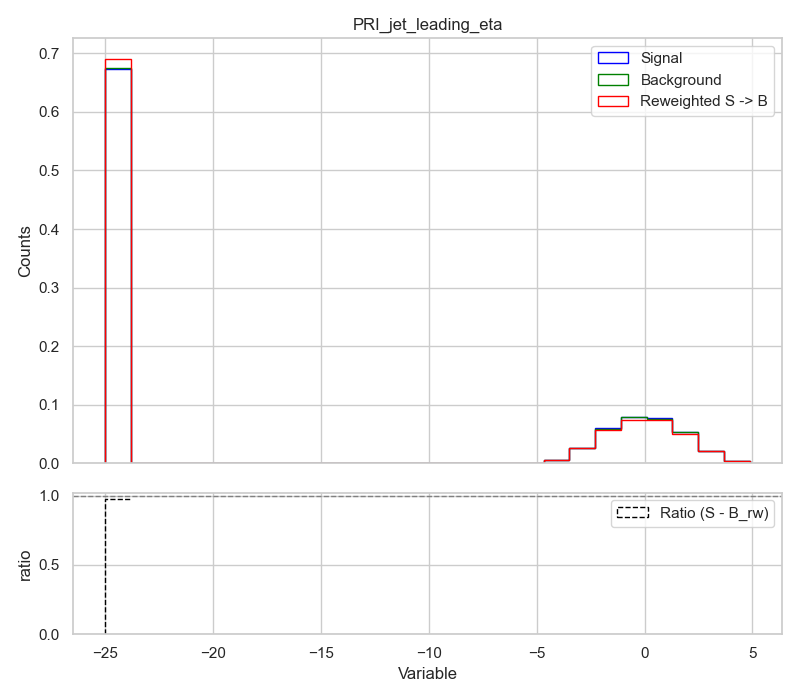 PRI_jet_leading_eta
0.7
0.6
0.5
0.4
0.3
0.2
0.1
0.0
Counts
Signal
Background
Reweighted S -> B
1.0
0.5
0.0
ratio
Ratio (S - B_rw)
−25 −20 −15 −10 −5 0 5
Variable